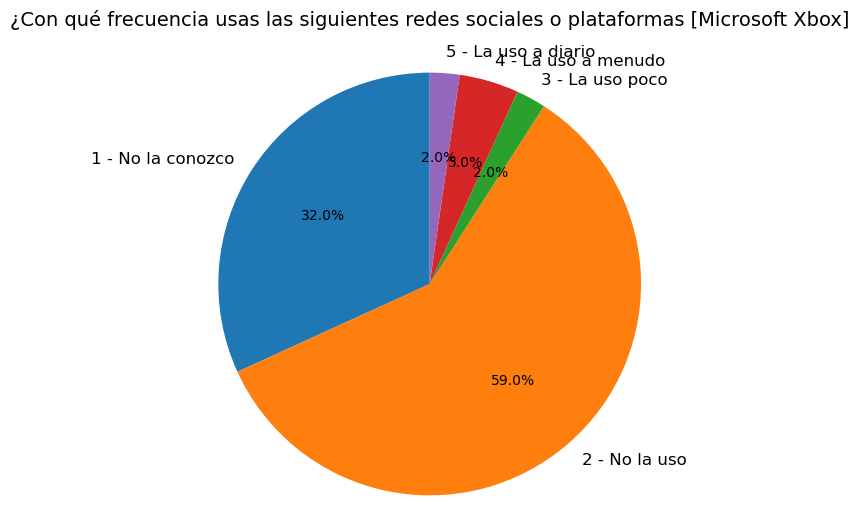 ¿Con qué frecuencia usas las siguientes redes sociales o plataformas [Microsoft Xbox]
5 - La uso a diario
4 - La uso a menudo
3 - La uso poco
1 - No la conozco
2.0%
5.0%
2.0%
32.0%
59.0%
2 - No la uso